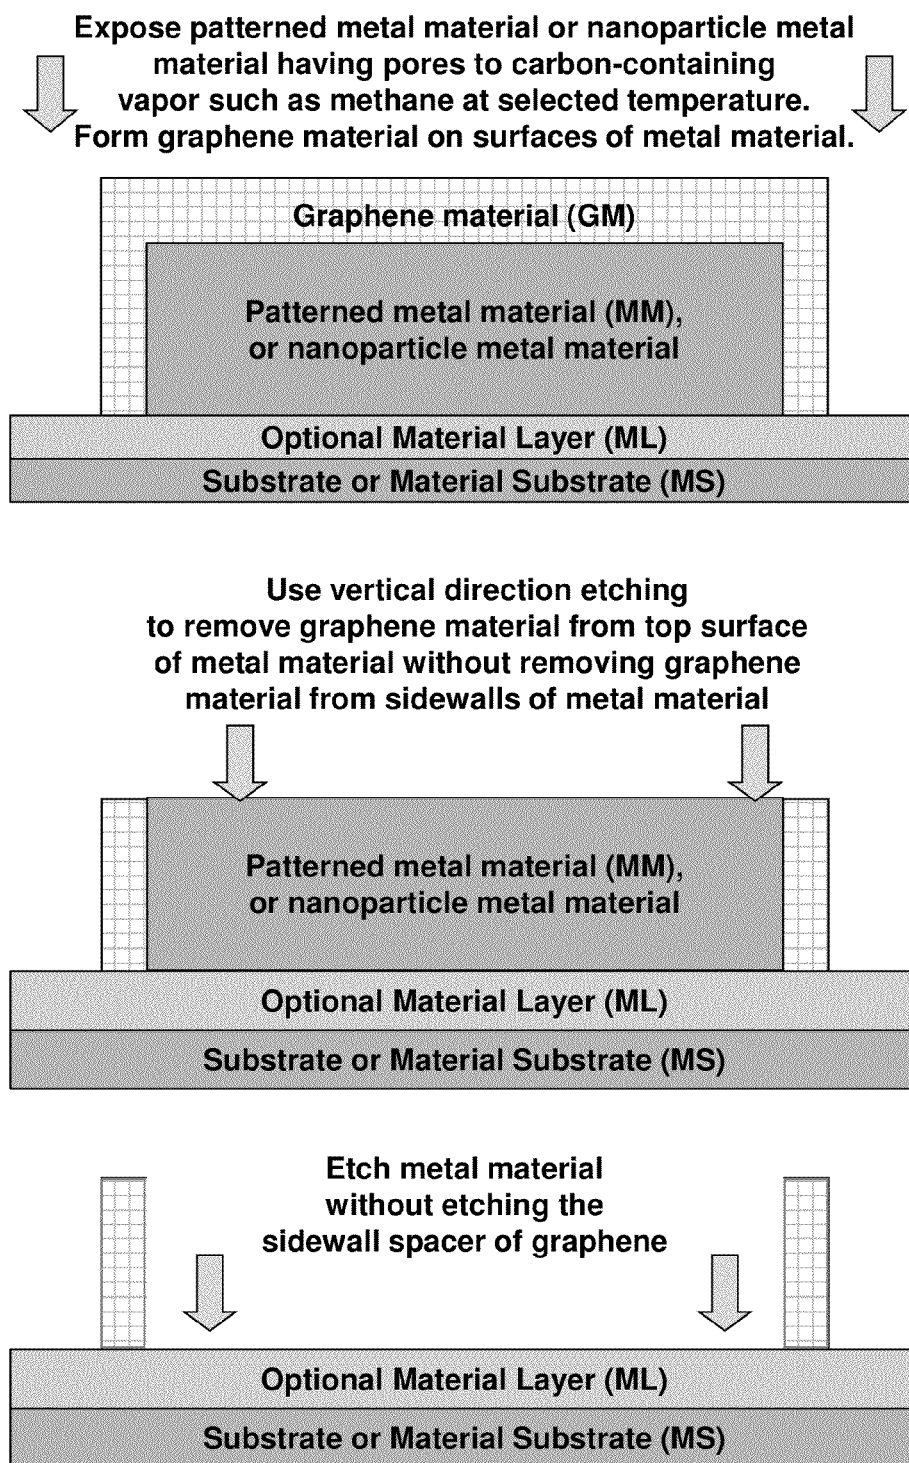 Expose patterned metal material or nanoparticle metal
material having pores to carbon-containing
vapor such as methane at selected temperature.
Form graphene material on surfaces of metal material.
Graphene material (GM)
Patterned metal material (MM),
or nanoparticle metal material
Optional Material Layer (ML)
Substrate or Material Substrate (MS)
Use vertical direction etching
to remove graphene material from top surface
of metal material without removing graphene
material from sidewalls of metal material
Patterned metal material (MM),
or nanoparticle metal material
Optional Material Layer (ML)
Substrate or Material Substrate (MS)
Etch metal material
without etching the
sidewall spacer of graphene
Optional Material Layer (ML)
Substrate or Material Substrate (MS)